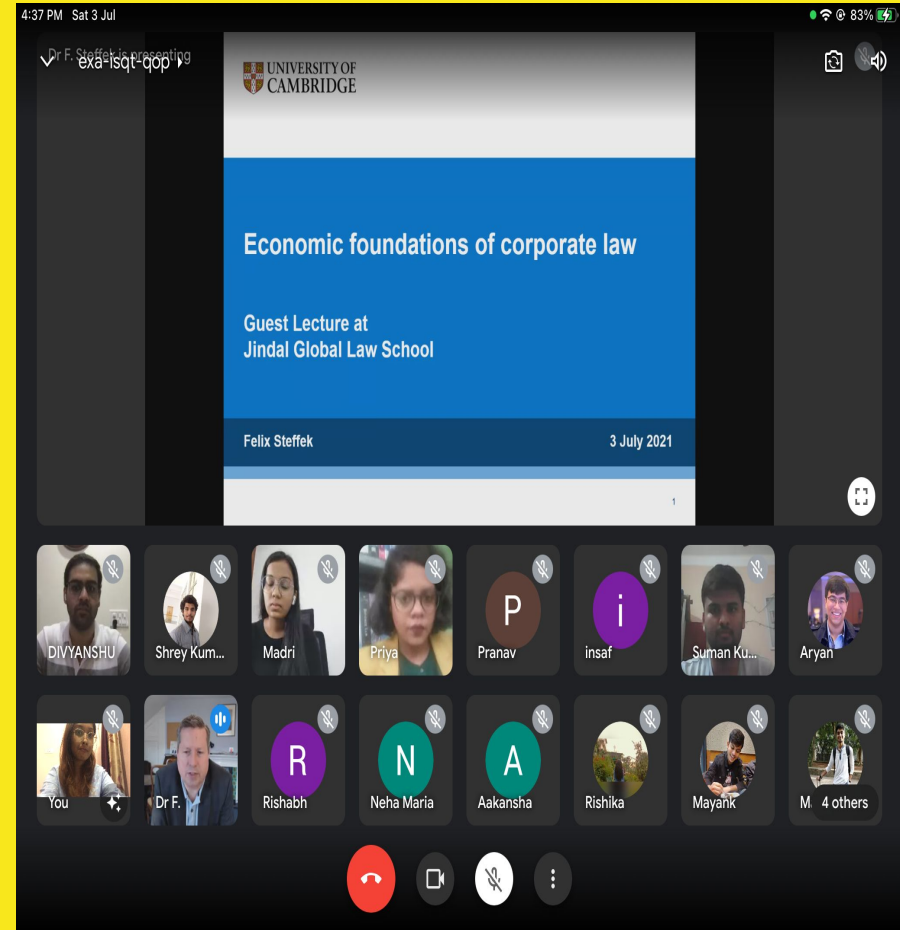 4:37 PM Sat 3 Jul
83%
Dr F. Steffek is presenting
exa-isqt-qop
UNIVERSITY OF
CAMBRIDGE
Economic foundations of corporate law
Guest Lecture at
Jindal Global Law School
Felix Steffek
3 July 2021
1
DIVYANSHU
Shrey Kum...
Madri
Priya
P
Pranav
i
insaf
Suman Ku...
Aryan
You
Dr F.
R
Rishabh
N
Neha Maria
A
Aakansha
Rishika
Mayank
M
4 others